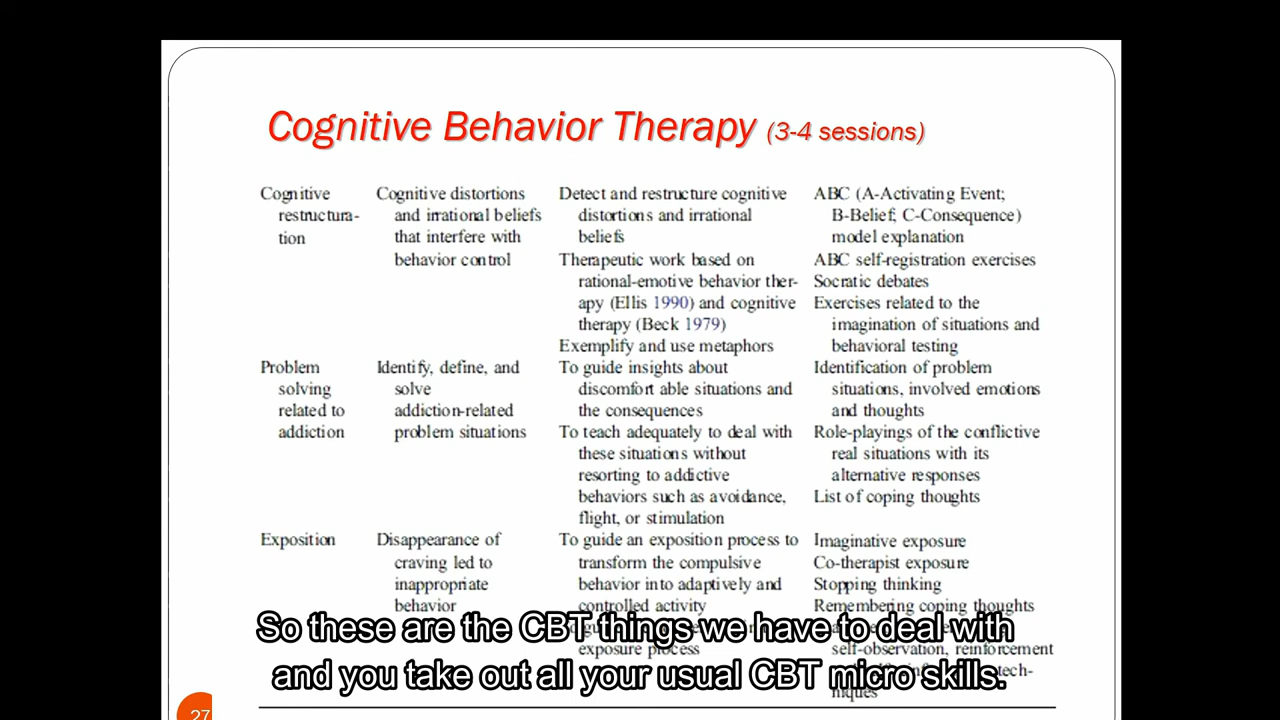 Cognitive Behavior Therapy (3-4 sessions)
Cognitive
restructura-
tion
Cognitive distortions
and irrational beliefs
that interfere with
behavior control
Detect and restructure cognitive
distortions and irrational
beliefs
Therapeutic work based on
rational-emotive behavior ther-
apy (Ellis 1990) and cognitive
therapy (Beck 1979)
Exemplify and use metaphors
ABC (A-Activating Event;
B-Belief; C-Consequence)
model explanation
ABC self-registration exercises
Socratic debates
Exercises related to the
imagination of situations and
behavioral testing
Problem
solving
related to
addiction
Identify, define, and
solve
addiction-related
problem situations
To guide insights about
discomfort able situations and
the consequences
To teach adequately to deal with
these situations without
resorting to addictive
behaviors such as avoidance,
flight, or stimulation
Identification of problem
situations, involved emotions
and thoughts
Role-playings of the conflictive
real situations with its
alternative responses
List of coping thoughts
Exposition
Disappearance of
craving led to
inappropriate
behavior
To guide an exposition process to
transform the compulsive
behavior into adaptively and
controlled activity
exposure process
Imaginative exposure
Co-therapist exposure
Stopping thinking
Remembering coping thoughts
self-observation, reinforcement
tech-
niques
So these are the CBT things we have to deal with
and you take out all your usual CBT micro skills.
27